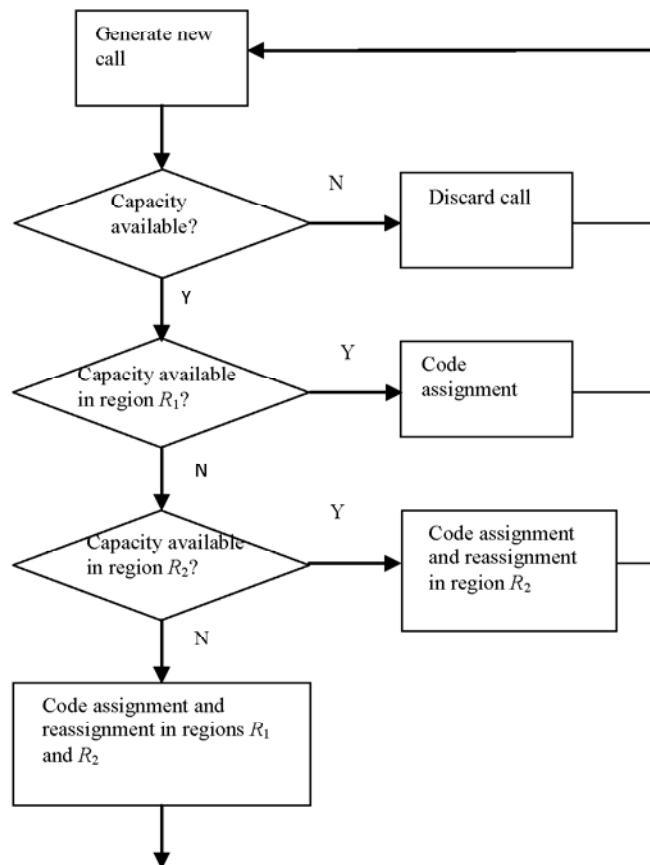 Generate new
call
Capacity
available?
N
Discard call
Y
Capacity available
in region R1?
Y
Code
assignment
N
Capacity available
in region R2?
Y
Code assignment
and reassignment
in region R2
N
Code assignment and
reassignment in regions R1
and R2